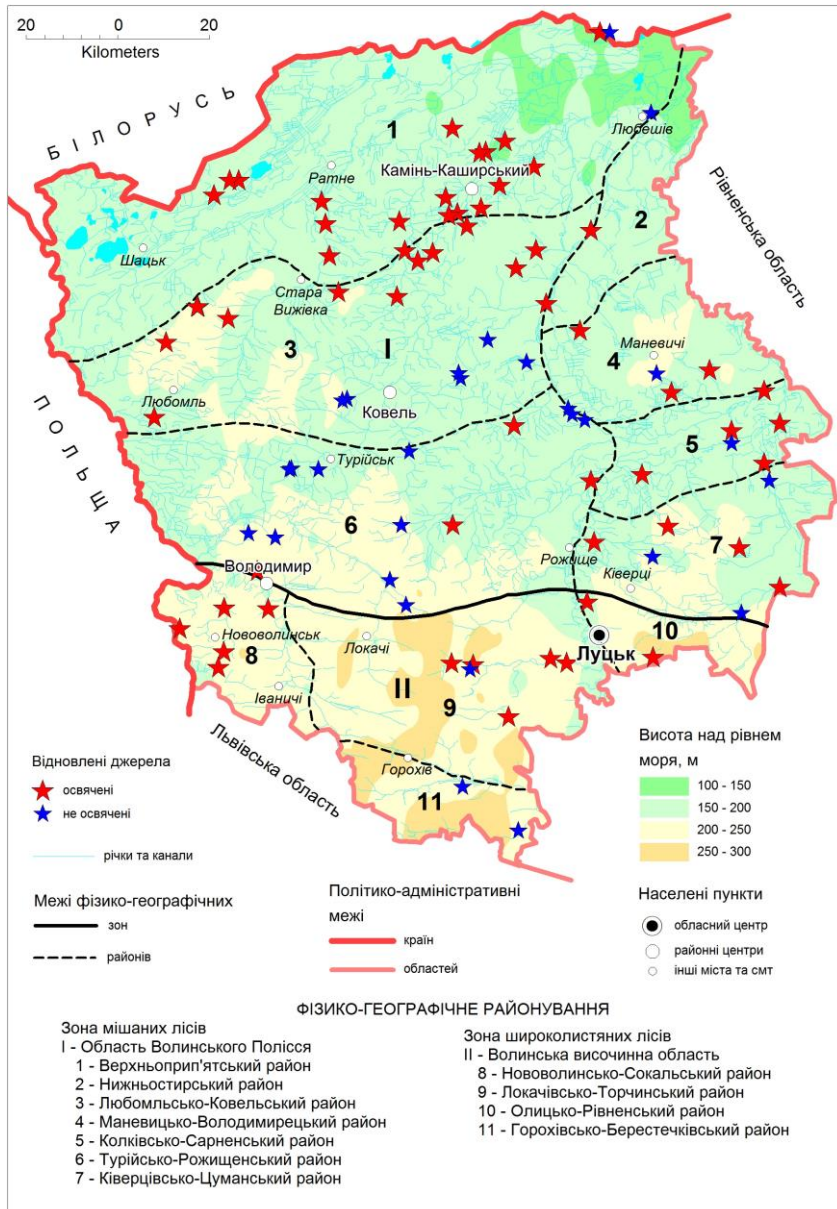 20 0 20
Kilometers
БІЛОРУСЬ
1
Любешів
Ратне
Камінь-Каширський
Рівненська область
2
Шацьк
Стара
Вижівка
3
I
4
Маневичі
Любомль
Ковель
ПОЛЬЩА
Турійськ
5
6
7
Рожище
Ківерці
Володимир
Нововолинськ
Локачі
Луцьк
10
8
Іваничі
II
9
Львівська область
Горохів
11
Відновлені джерела
освячені
не освячені
річки та канали
Межі фізико-географічних
зон
районів
Політико-адміністративні
межі
країн
областей
Висота над рівнем
моря, м
100 - 150
150 - 200
200 - 250
250 - 300
Населені пункти
обласний центр
районні центри
інші міста та смт
ФІЗИКО-ГЕОГРАФІЧНЕ РАЙОНУВАННЯ
Зона мішаних лісів
I - Область Волинського Полісся
1 - Верхньоприп'ятський район
2 - Нижньостирський район
3 - Любомльсько-Ковельський район
4 - Маневицько-Володимирецький район
5 - Колківсько-Сарненський район
6 - Турійсько-Рожищенський район
7 - Ківерцівсько-Цуманський район
Зона широколистяних лісів
II - Волинська височинна область
8 - Нововолинсько-Сокальський район
9 - Локачівсько-Торчинський район
10 - Олицько-Рівненський район
11 - Горохівсько-Берестечківський район